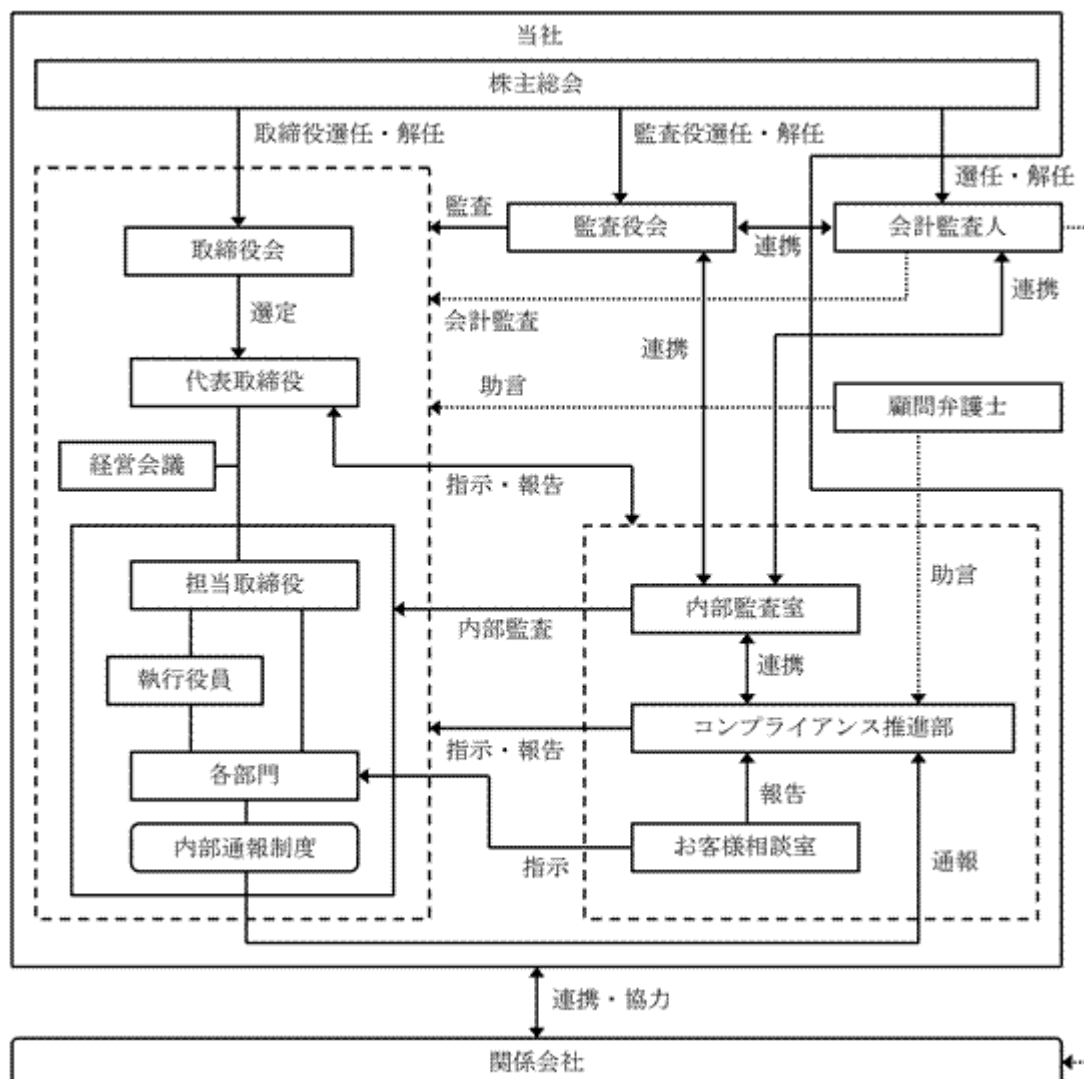 当社
株主総会
取締役選任・解任
監査役選任・解任
選任・解任
監査
監査役会
連携
会計監査人
取締役会
連携
選定
会計監査
連携
代表取締役
助言
顧問弁護士
経営会議
指示・報告
担当取締役
内部監査
内部監査室
助言
執行役員
連携
コンプライアンス推進部
指示・報告
各部門
報告
内部通報制度
指示
お客様相談室
通報
連携・協力
関係会社